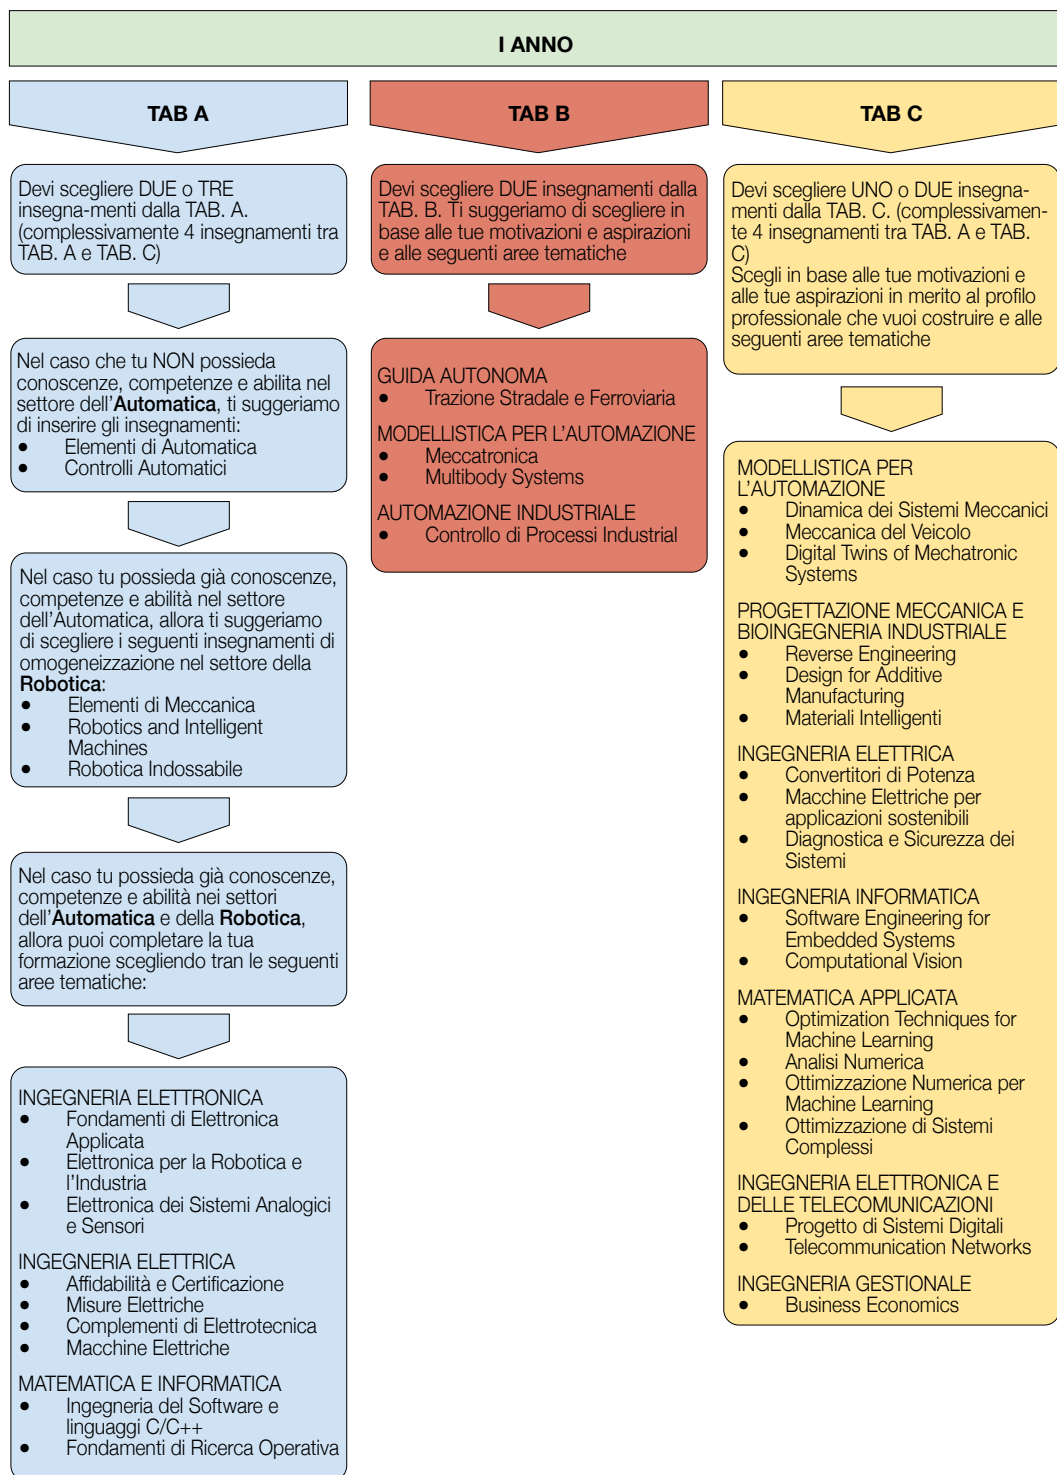 I ANNO
TAB A
Devi scegliere DUE o TRE
insegna-menti dalla TAB. A.
(complessivamente 4 insegnamenti tra
TAB. A e TAB. C)
Nel caso che tu NON possieda
conoscenze, competenze e abilita nel
settore dell'Automatica, ti suggeriamo
di inserire gli insegnamenti:
● Elementi di Automatica
● Controlli Automatici
Nel caso tu possieda già conoscenze,
competenze e abilità nel settore
dell'Automatica, allora ti suggeriamo
di scegliere i seguenti insegnamenti di
omogeneizzazione nel settore della
Robotica:
● Elementi di Meccanica
● Robotics and Intelligent
Machines
● Robotica Indossabile
Nel caso tu possieda già conoscenze,
competenze e abilità nei settori
dell'Automatica e della Robotica,
allora puoi completare la tua
formazione scegliendo tran le seguenti
aree tematiche:
INGEGNERIA ELETTRONICA
● Fondamenti di Elettronica
Applicata
● Elettronica per la Robotica e
l'Industria
● Elettronica dei Sistemi Analogici
e Sensori
INGEGNERIA ELETTRICA
● Affidabilità e Certificazione
● Misure Elettriche
● Complementi di Elettrotecnica
● Macchine Elettriche
MATEMATICA E INFORMATICA
● Ingegneria del Software e
linguaggi C/C++
● Fondamenti di Ricerca Operativa
TAB B
Devi scegliere DUE insegnamenti dalla
TAB. B. Ti suggeriamo di scegliere in
base alle tue motivazioni e aspirazioni
e alle seguenti aree tematiche
GUIDA AUTONOMA
● Trazione Stradale e Ferroviaria
MODELLISTICA PER L'AUTOMAZIONE
● Meccatronica
● Multibody Systems
AUTOMAZIONE INDUSTRIALE
● Controllo di Processi Industrial
TAB C
Devi scegliere UNO o DUE insegna-
menti dalla TAB. C. (complessivamen-
te 4 insegnamenti tra TAB. A e TAB.
C)
Scegli in base alle tue motivazioni e
alle tue aspirazioni in merito al profilo
professionale che vuoi costruire e alle
seguenti aree tematiche
MODELLISTICA PER
L'AUTOMAZIONE
● Dinamica dei Sistemi Meccanici
● Meccanica del Veicolo
● Digital Twins of Mechatronic
Systems
PROGETTAZIONE MECCANICA E
BIOINGEGNERIA INDUSTRIALE
● Reverse Engineering
● Design for Additive
Manufacturing
● Materiali Intelligenti
INGEGNERIA ELETTRICA
● Convertitori di Potenza
● Macchine Elettriche per
applicazioni sostenibili
● Diagnostica e Sicurezza dei
Sistemi
INGEGNERIA INFORMATICA
● Software Engineering for
Embedded Systems
● Computational Vision
MATEMATICA APPLICATA
● Optimization Techniques for
Machine Learning
● Analisi Numerica
● Ottimizzazione Numerica per
Machine Learning
● Ottimizzazione di Sistemi
Complessi
INGEGNERIA ELETTRONICA E
DELLE TELECOMUNICAZIONI
● Progetto di Sistemi Digitali
● Telecommunication Networks
INGEGNERIA GESTIONALE
● Business Economics